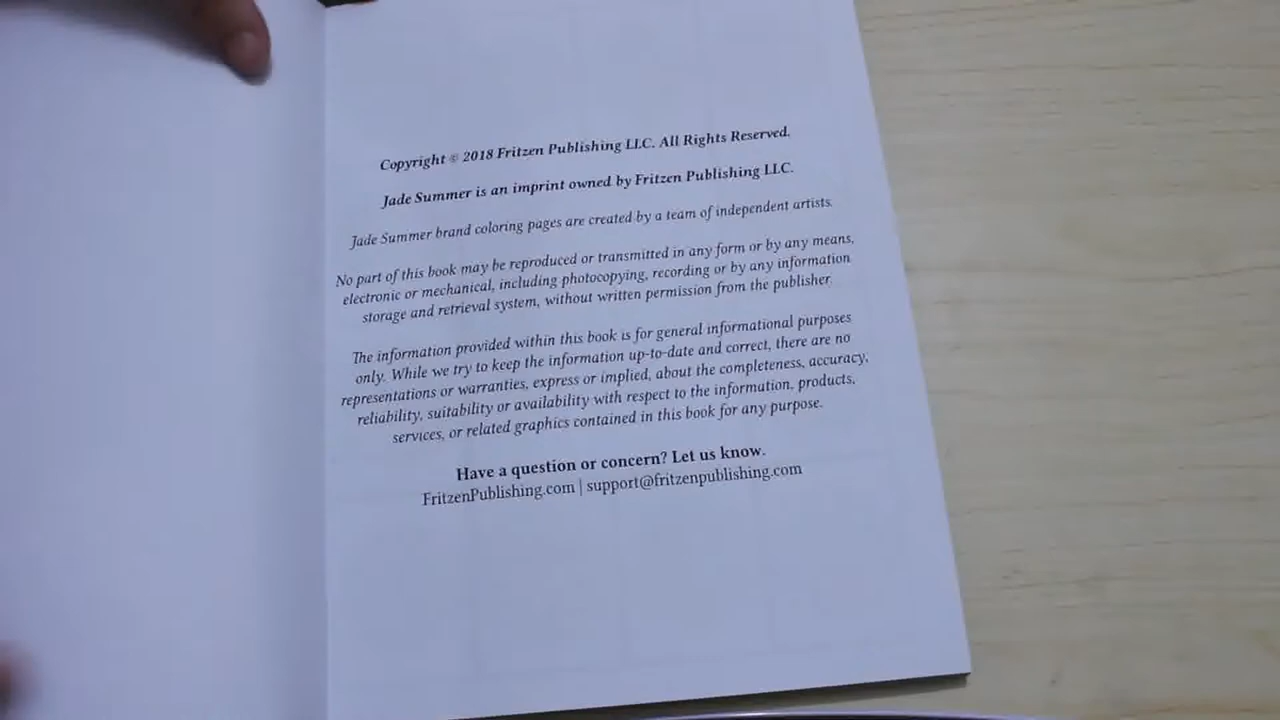 Copyright © 2018 Fritzen Publishing LLC. All Rights Reserved.
Jade Summer is an imprint owned by Fritzen Publishing LLC.
Jade Summer brand coloring pages are created by a team of independent artists.
No part of this book may be reproduced or transmitted in any form or by any means,
electronic or mechanical, including photocopying, recording or by any information
storage and retrieval system, without written permission from the publisher.
The information provided within this book is for general informational purposes
only. While we try to keep the information up-to-date and correct, there are no
representations or warranties, express or implied, about the completeness, accuracy,
reliability, suitability or availability with respect to the information, products,
services, or related graphics contained in this book for any purpose.
Have a question or concern? Let us know.
FritzenPublishing.com | support@fritzenpublishing.com